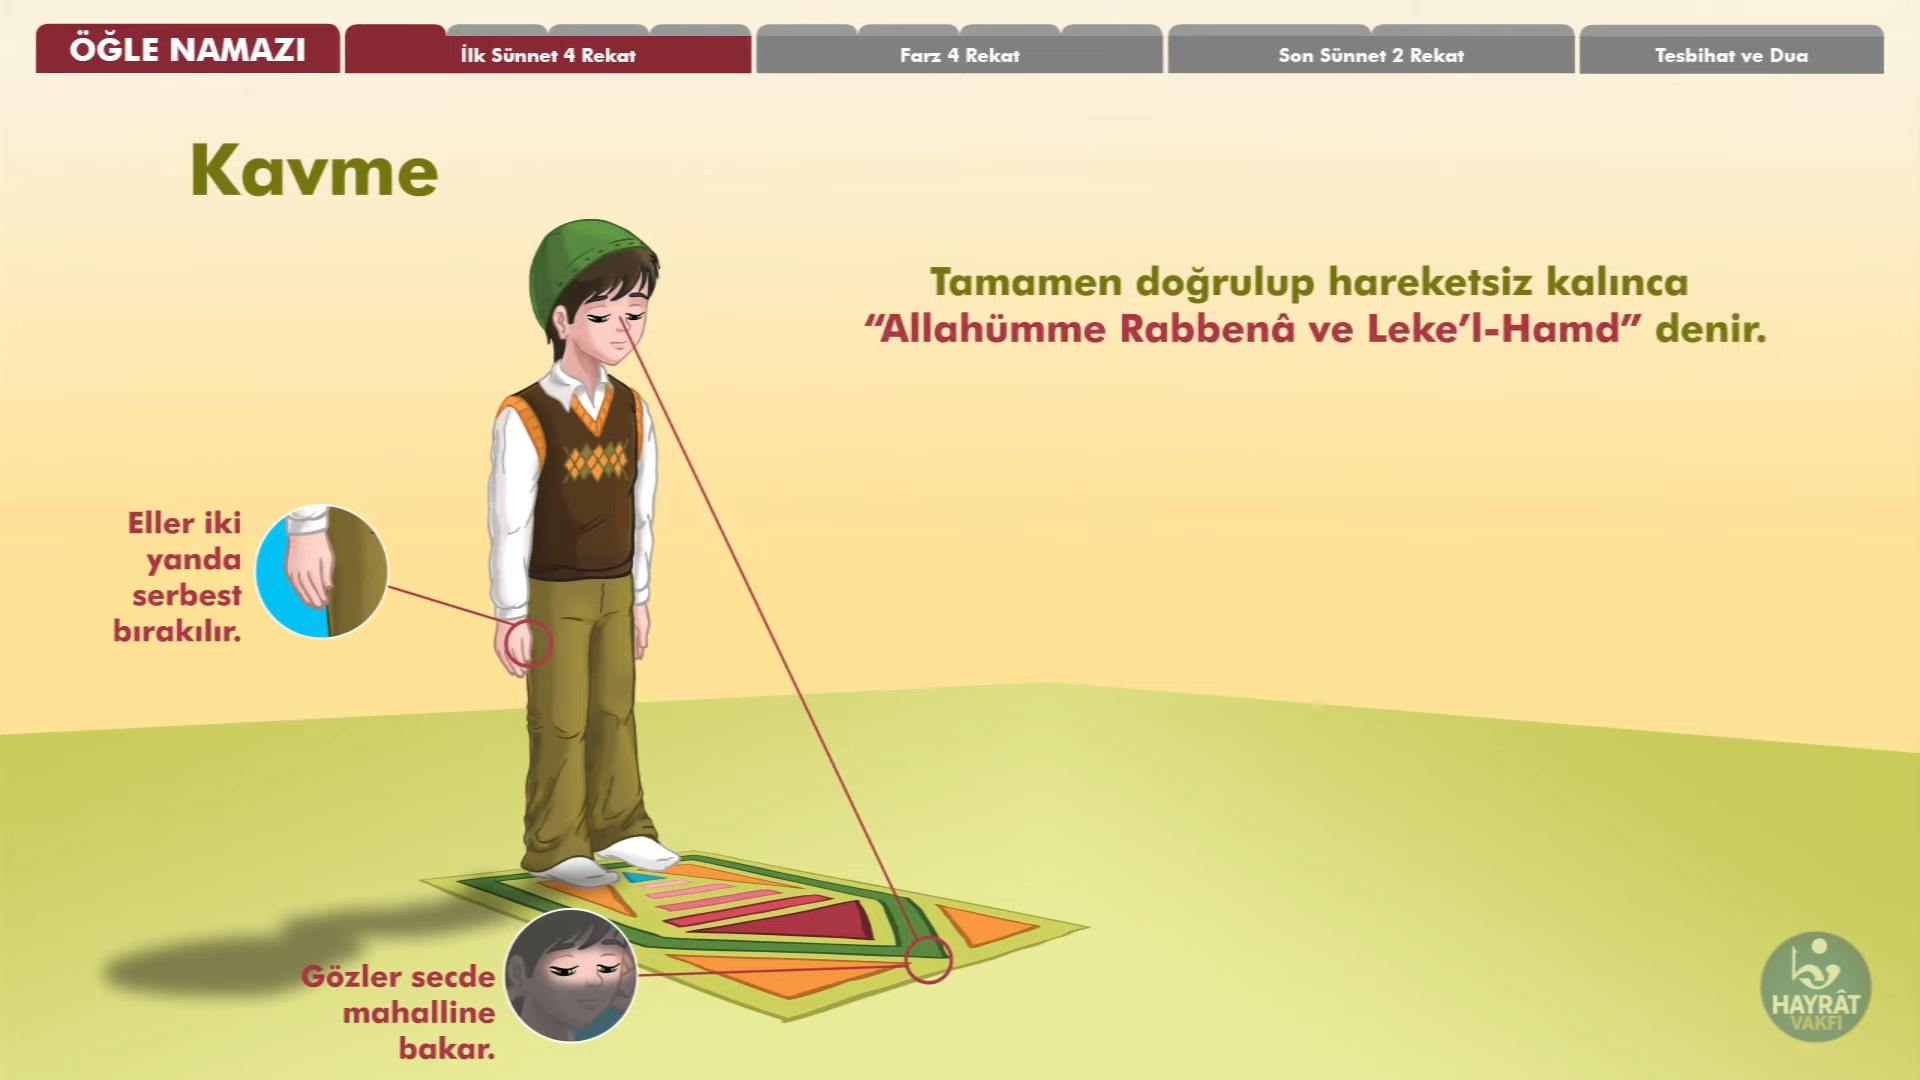 ÖĞLE NAMAZI
İlk Sünnet 4 Rekat
Farz 4 Rekat
Son Sünnet 2 Rekat
Tesbihat ve Dua
Kavme
Tamamen doğrulup hareketsiz kalınca
“Allahümme Rabbenâ ve Leke’l-Hamd” denir.
Eller iki
yanda
serbest
bırakılır.
Gözler secde
mahalline
bakar.
HAYRÂT
VAKFI